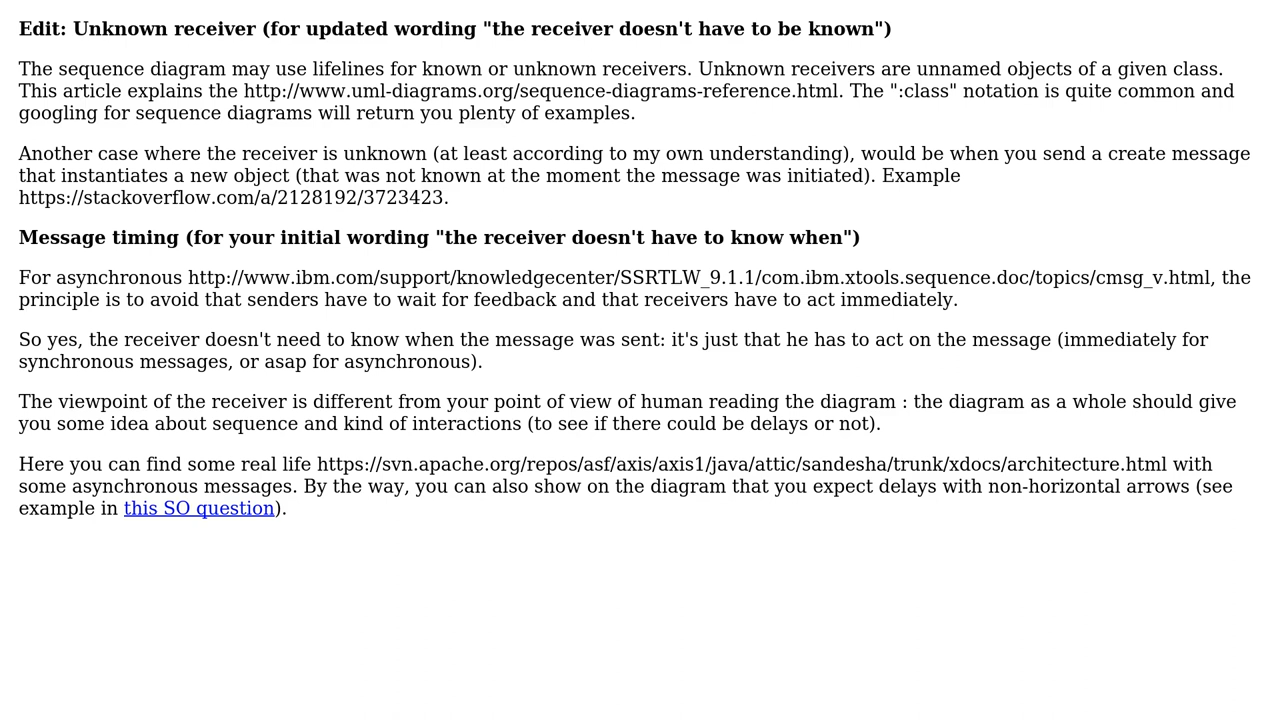 Edit: Unknown receiver (for updated wording "the receiver doesn't have to be known")
The sequence diagram may use lifelines for known or unknown receivers. Unknown receivers are unnamed objects of a given class.
This article explains the http://www.uml-diagrams.org/sequence-diagrams-reference.html. The ":class" notation is quite common and
googling for sequence diagrams will return you plenty of examples.
Another case where the receiver is unknown (at least according to my own understanding), would be when you send a create message
that instantiates a new object (that was not known at the moment the message was initiated). Example
https://stackoverflow.com/a/2128192/3723423.
Message timing (for your initial wording "the receiver doesn't have to know when")
For asynchronous http://www.ibm.com/support/knowledgecenter/SSRTLW_9.1.1/com.ibm.xtools.sequence.doc/topics/cmsg_v.html, the
principle is to avoid that senders have to wait for feedback and that receivers have to act immediately.
So yes, the receiver doesn't need to know when the message was sent: it's just that he has to act on the message (immediately for
synchronous messages, or asap for asynchronous).
The viewpoint of the receiver is different from your point of view of human reading the diagram : the diagram as a whole should give
you some idea about sequence and kind of interactions (to see if there could be delays or not).
Here you can find some real life https://svn.apache.org/repos/asf/axis/axis1/java/attic/sandesha/trunk/xdocs/architecture.html with
some asynchronous messages. By the way, you can also show on the diagram that you expect delays with non-horizontal arrows (see
example in this SO question).